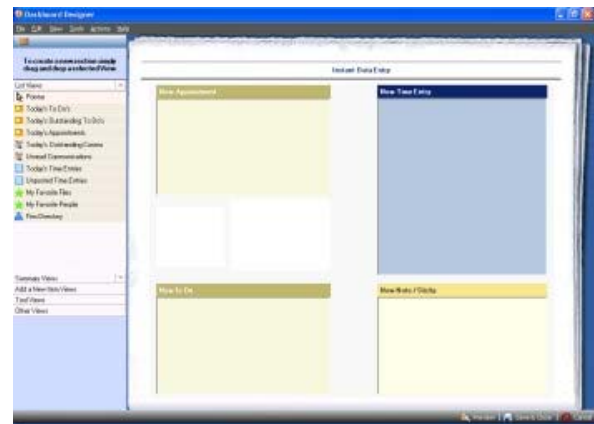 Dashboard Designer
File Edit View Tools Actions Help
To create a new section simply
drag and drop a selected View
Instant Data Entry
List Views
Pointer
Today's To Do's
Today's Outstanding To Do's
Today's Appointments
Today's Outstanding Comms
Unread Communications
Today's Time Entries
Unposted Time Entries
My Favorite Files
My Favorite People
Firm Directory
Summary Views
Add a New Item Views
Tool Views
Other Views
New Appointment
New Time Entry
New To Do
New Note / Sticky
Preview Save & Close Cancel